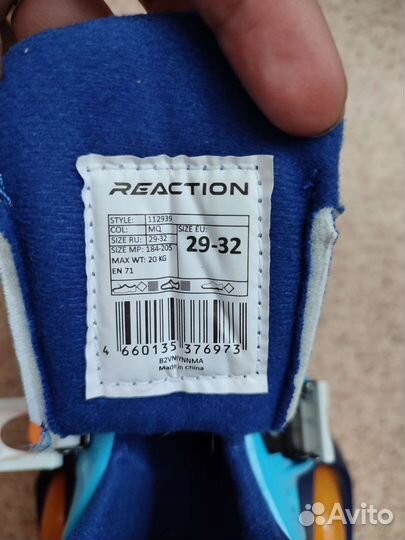 REACTION
STYLE: 112939
COL: MQ
SIZE RU: 29-32
SIZE MP: 184-205
MAX WT: 20 KG
EN 71
SIZE EU:
29-32
4 660135 376973
B2VNIYNNMA
Made in china
Avito